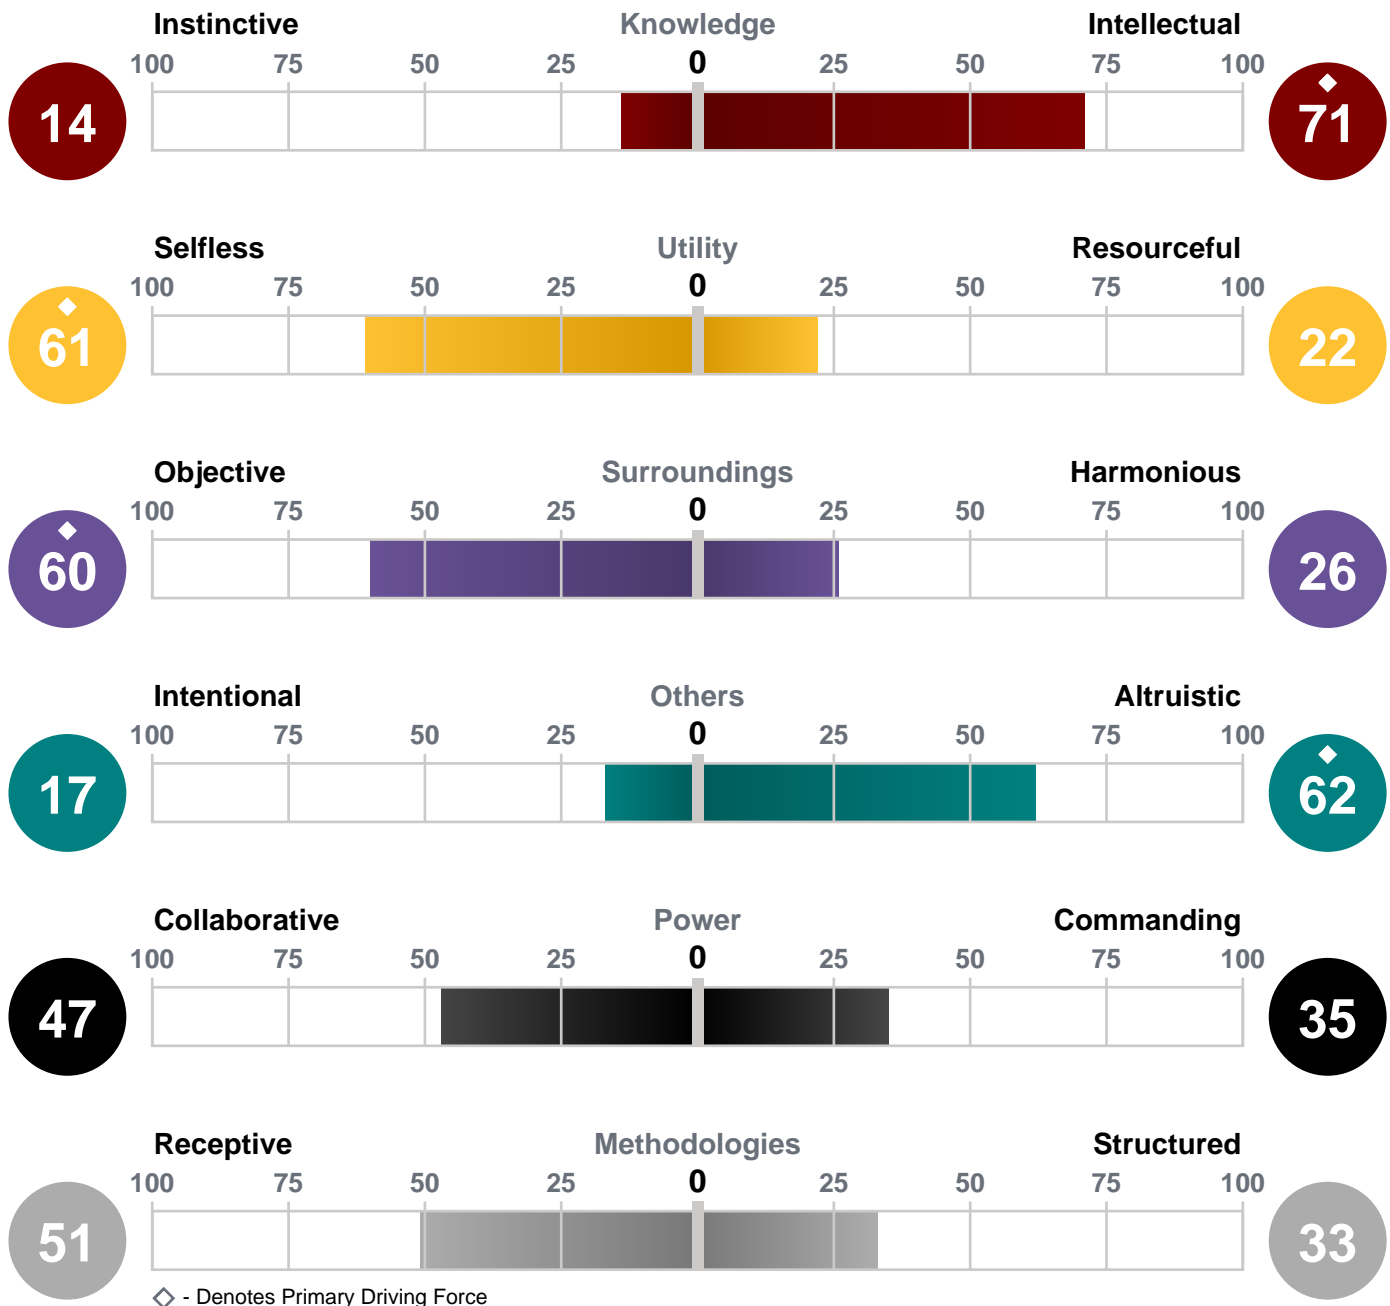 Instinctive Knowledge Intellectual
100 75 50 25 0 25 50 75 100
14 71
Selfless Utility Resourceful
100 75 50 25 0 25 50 75 100
61 22
Objective Surroundings Harmonious
100 75 50 25 0 25 50 75 100
60 26
Intentional Others Altruistic
100 75 50 25 0 25 50 75 100
17 62
Collaborative Power Commanding
100 75 50 25 0 25 50 75 100
47 35
Receptive Methodologies Structured
100 75 50 25 0 25 50 75 100
51 33
◇ - Denotes Primary Driving Force